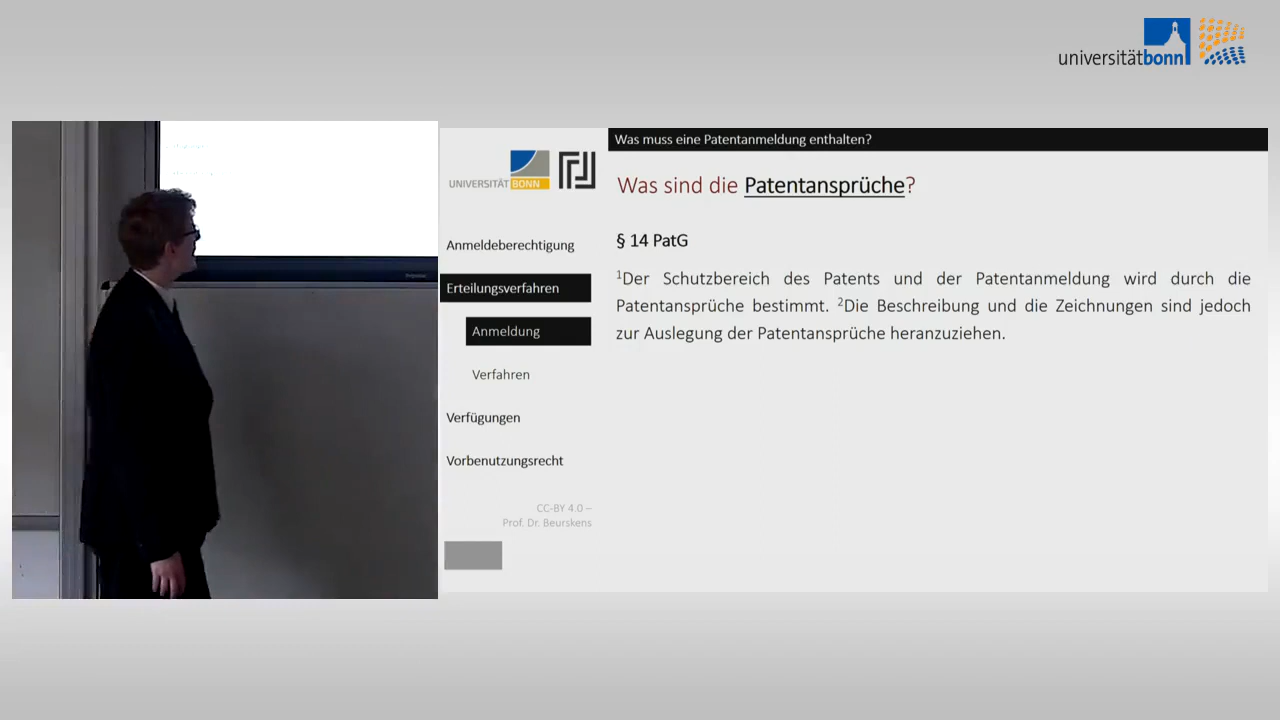 universitätbonn
Was muss eine Patentanmeldung enthalten?
UNIVERSITÄT BONN
Was sind die Patentansprüche?
Anmeldeberechtigung
Erteilungsverfahren
Anmeldung
Verfahren
Verfügungen
Vorbenutzungsrecht
§ 14 PatG
¹Der Schutzbereich des Patents und der Patentanmeldung wird durch die
Patentansprüche bestimmt. ²Die Beschreibung und die Zeichnungen sind jedoch
zur Auslegung der Patentansprüche heranzuziehen.
CC-BY 4.0 –
Prof. Dr. Beurskens